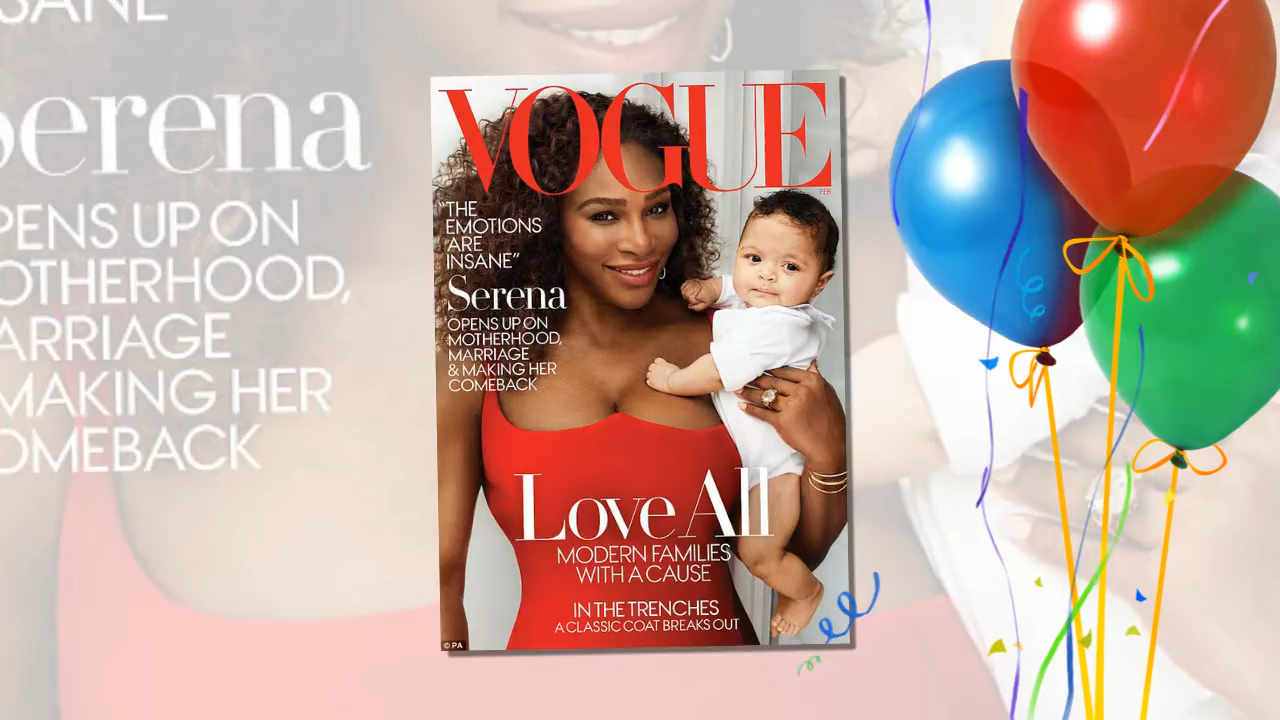 SANE
Serena
PENS UP ON
OTHERHOOD,
ARRIAGE
MAKING HER
OMEBACK
VOGUE
FEB
"THE
EMOTIONS
ARE
INSANE"
Serena
OPENS UP ON
MOTHERHOOD,
MARRIAGE
& MAKING HER
COMEBACK
Love All
MODERN FAMILIES
WITH A CAUSE
IN THE TRENCHES
A CLASSIC COAT BREAKS OUT
© PA